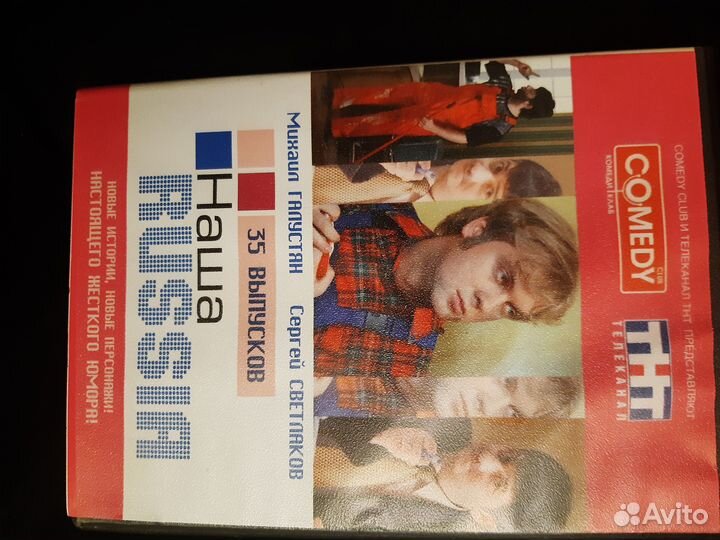 COMEDY CLUB И ТЕЛЕКАНАЛ ТНТ ПРЕДСТАВЛЯЮТ
COMEDY
CLUB
КОМЕДИ КЛАБ
ТНТ
ТЕЛЕКАНАЛ
Михаил ГАЛУСТЯН Сергей СВЕТЛАКОВ
35 ВЫПУСКОВ
Наша
RUSSIA
НОВЫЕ ИСТОРИИ, НОВЫЕ ПЕРСОНАЖИ!
НАСТОЯЩЕГО ЖЕСТКОГО ЮМОРА!
Avito